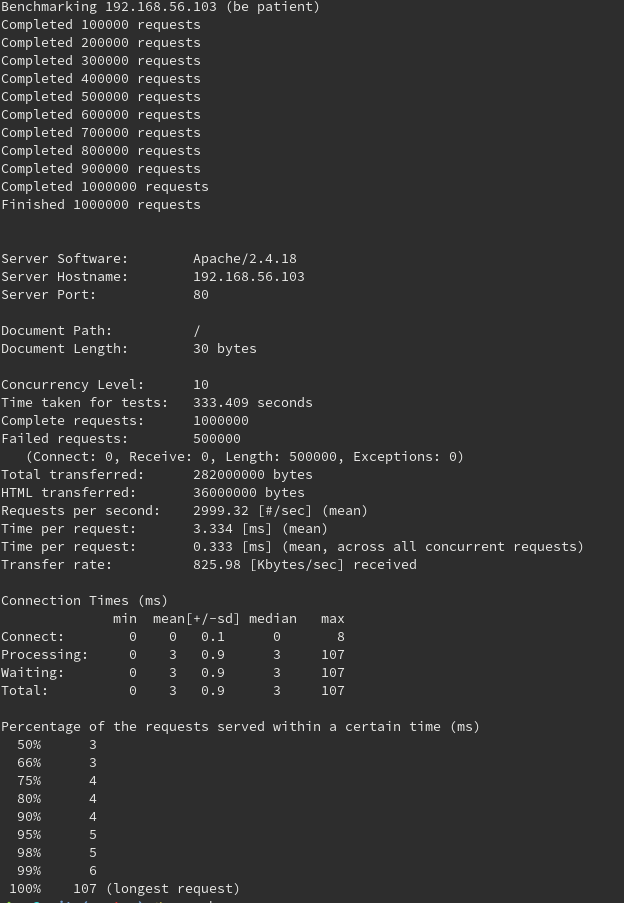 Benchmarking 192.168.56.103 (be patient)
Completed 100000 requests
Completed 200000 requests
Completed 300000 requests
Completed 400000 requests
Completed 500000 requests
Completed 600000 requests
Completed 700000 requests
Completed 800000 requests
Completed 900000 requests
Completed 1000000 requests
Finished 1000000 requests
Server Software:        Apache/2.4.18
Server Hostname:        192.168.56.103
Server Port:            80
Document Path:          /
Document Length:        30 bytes
Concurrency Level:      10
Time taken for tests:   333.409 seconds
Complete requests:      1000000
Failed requests:        500000
   (Connect: 0, Receive: 0, Length: 500000, Exceptions: 0)
Total transferred:      282000000 bytes
HTML transferred:       36000000 bytes
Requests per second:    2999.32 [#/sec] (mean)
Time per request:       3.334 [ms] (mean)
Time per request:       0.333 [ms] (mean, across all concurrent requests)
Transfer rate:          825.98 [Kbytes/sec] received
Connection Times (ms)
              min  mean[+/-sd] median   max
Connect:        0    0   0.1      0       8
Processing:     0    3   0.9      3     107
Waiting:        0    3   0.9      3     107
Total:          0    3   0.9      3     107
Percentage of the requests served within a certain time (ms)
  50%      3
  66%      3
  75%      4
  80%      4
  90%      4
  95%      5
  98%      5
  99%      6
 100%    107 (longest request)